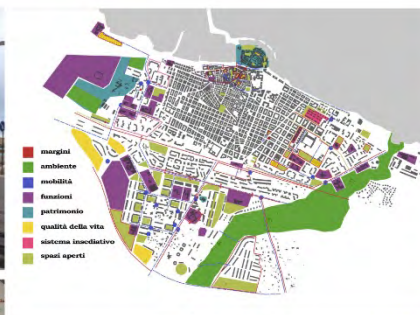 margini
ambiente
mobilità
funzioni
patrimonio
qualità della vita
sistema insediativo
spazi aperti